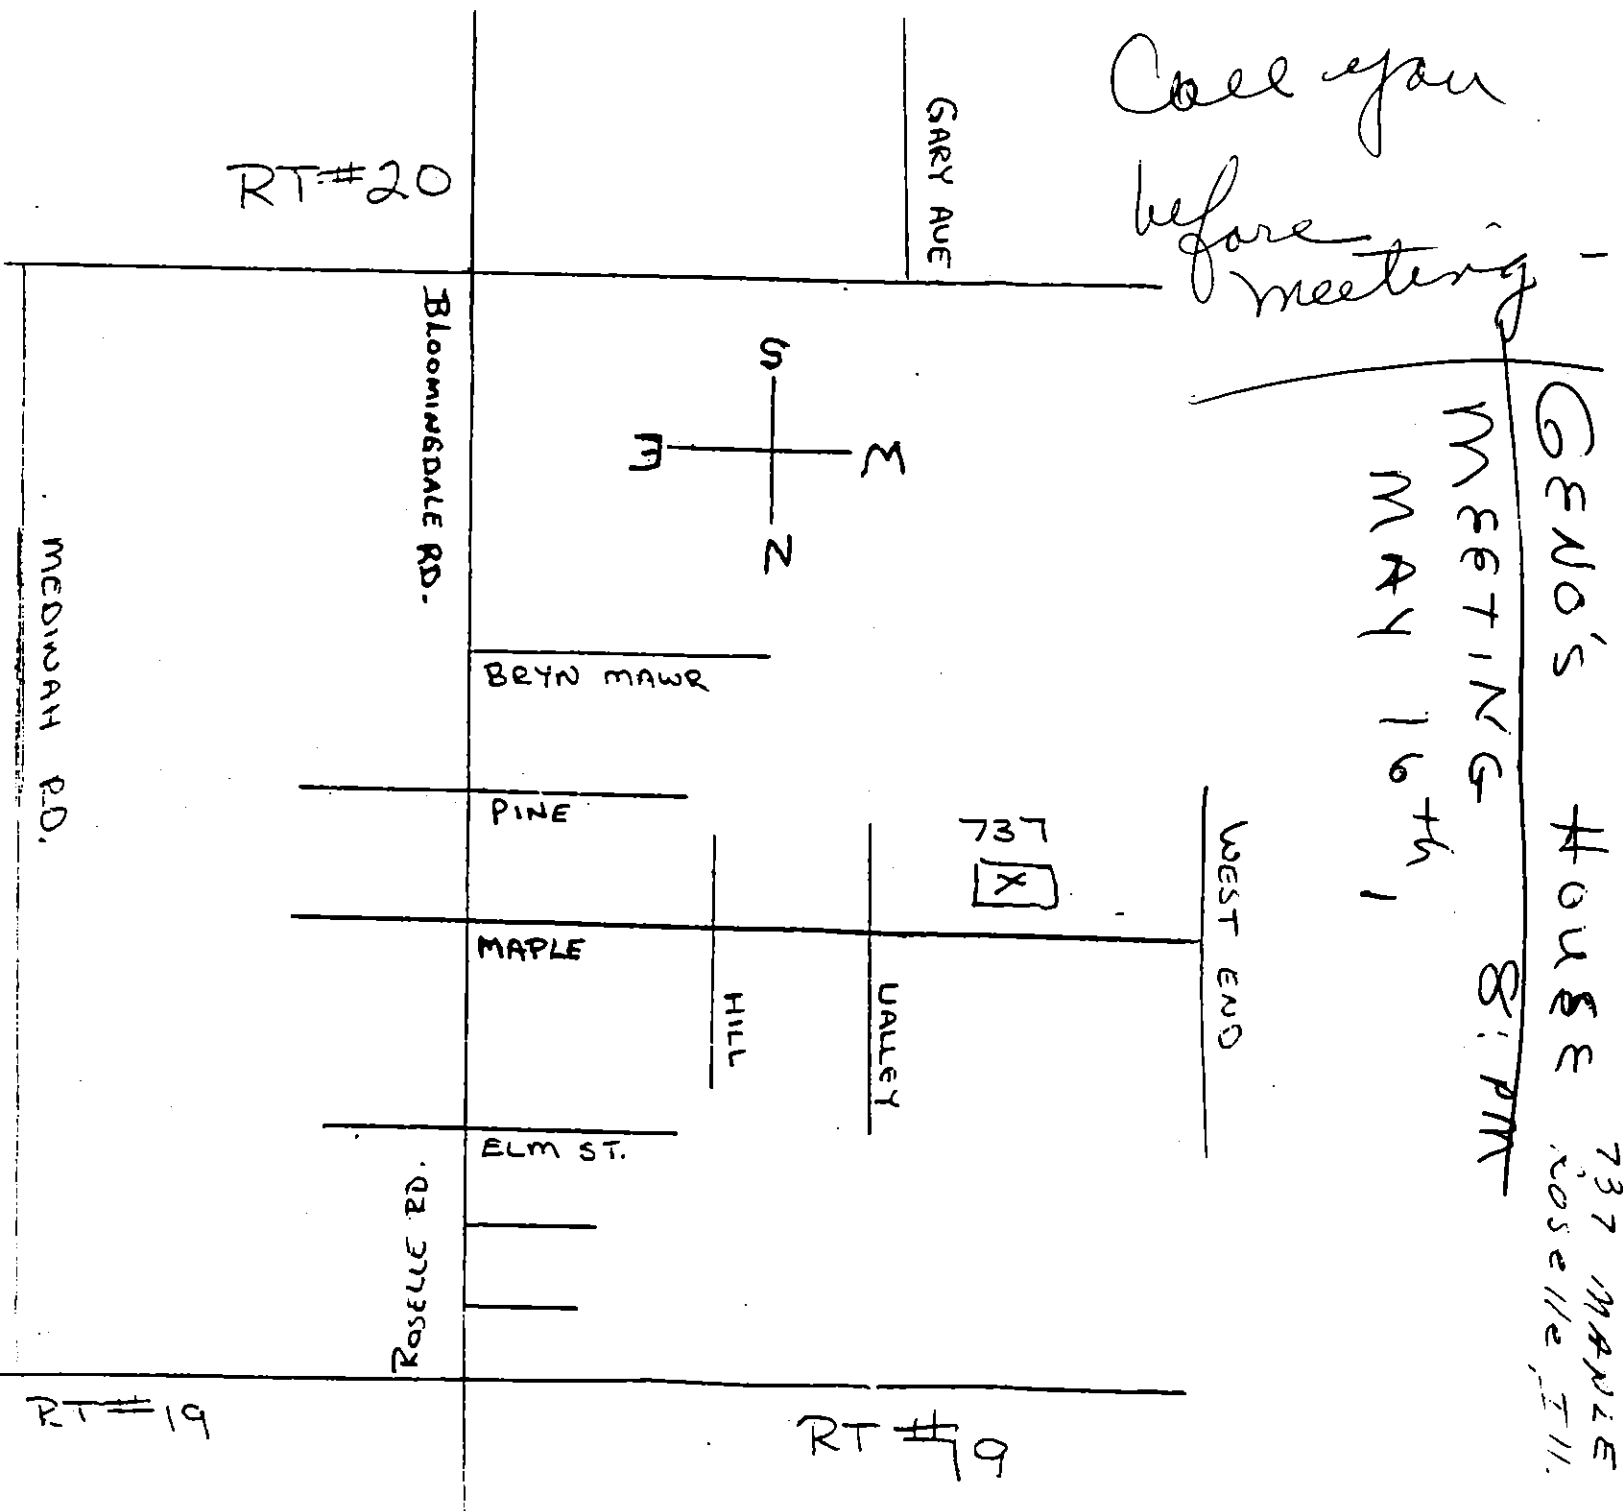 Call you
before
meeting
GENO'S HOUSE
MEETING 8:PM
MAY 16th
737 MAPLE
Roselle, Ill.
GARY AVE
RT#20
BLOOMINGDALE RD.
S
E
W
N
MEDINAH RD.
BRYN MAWR
PINE
737
X
WEST END
MAPLE
HILL
VALLEY
ELM ST.
ROSELLE RD.
RT#19
RT #19